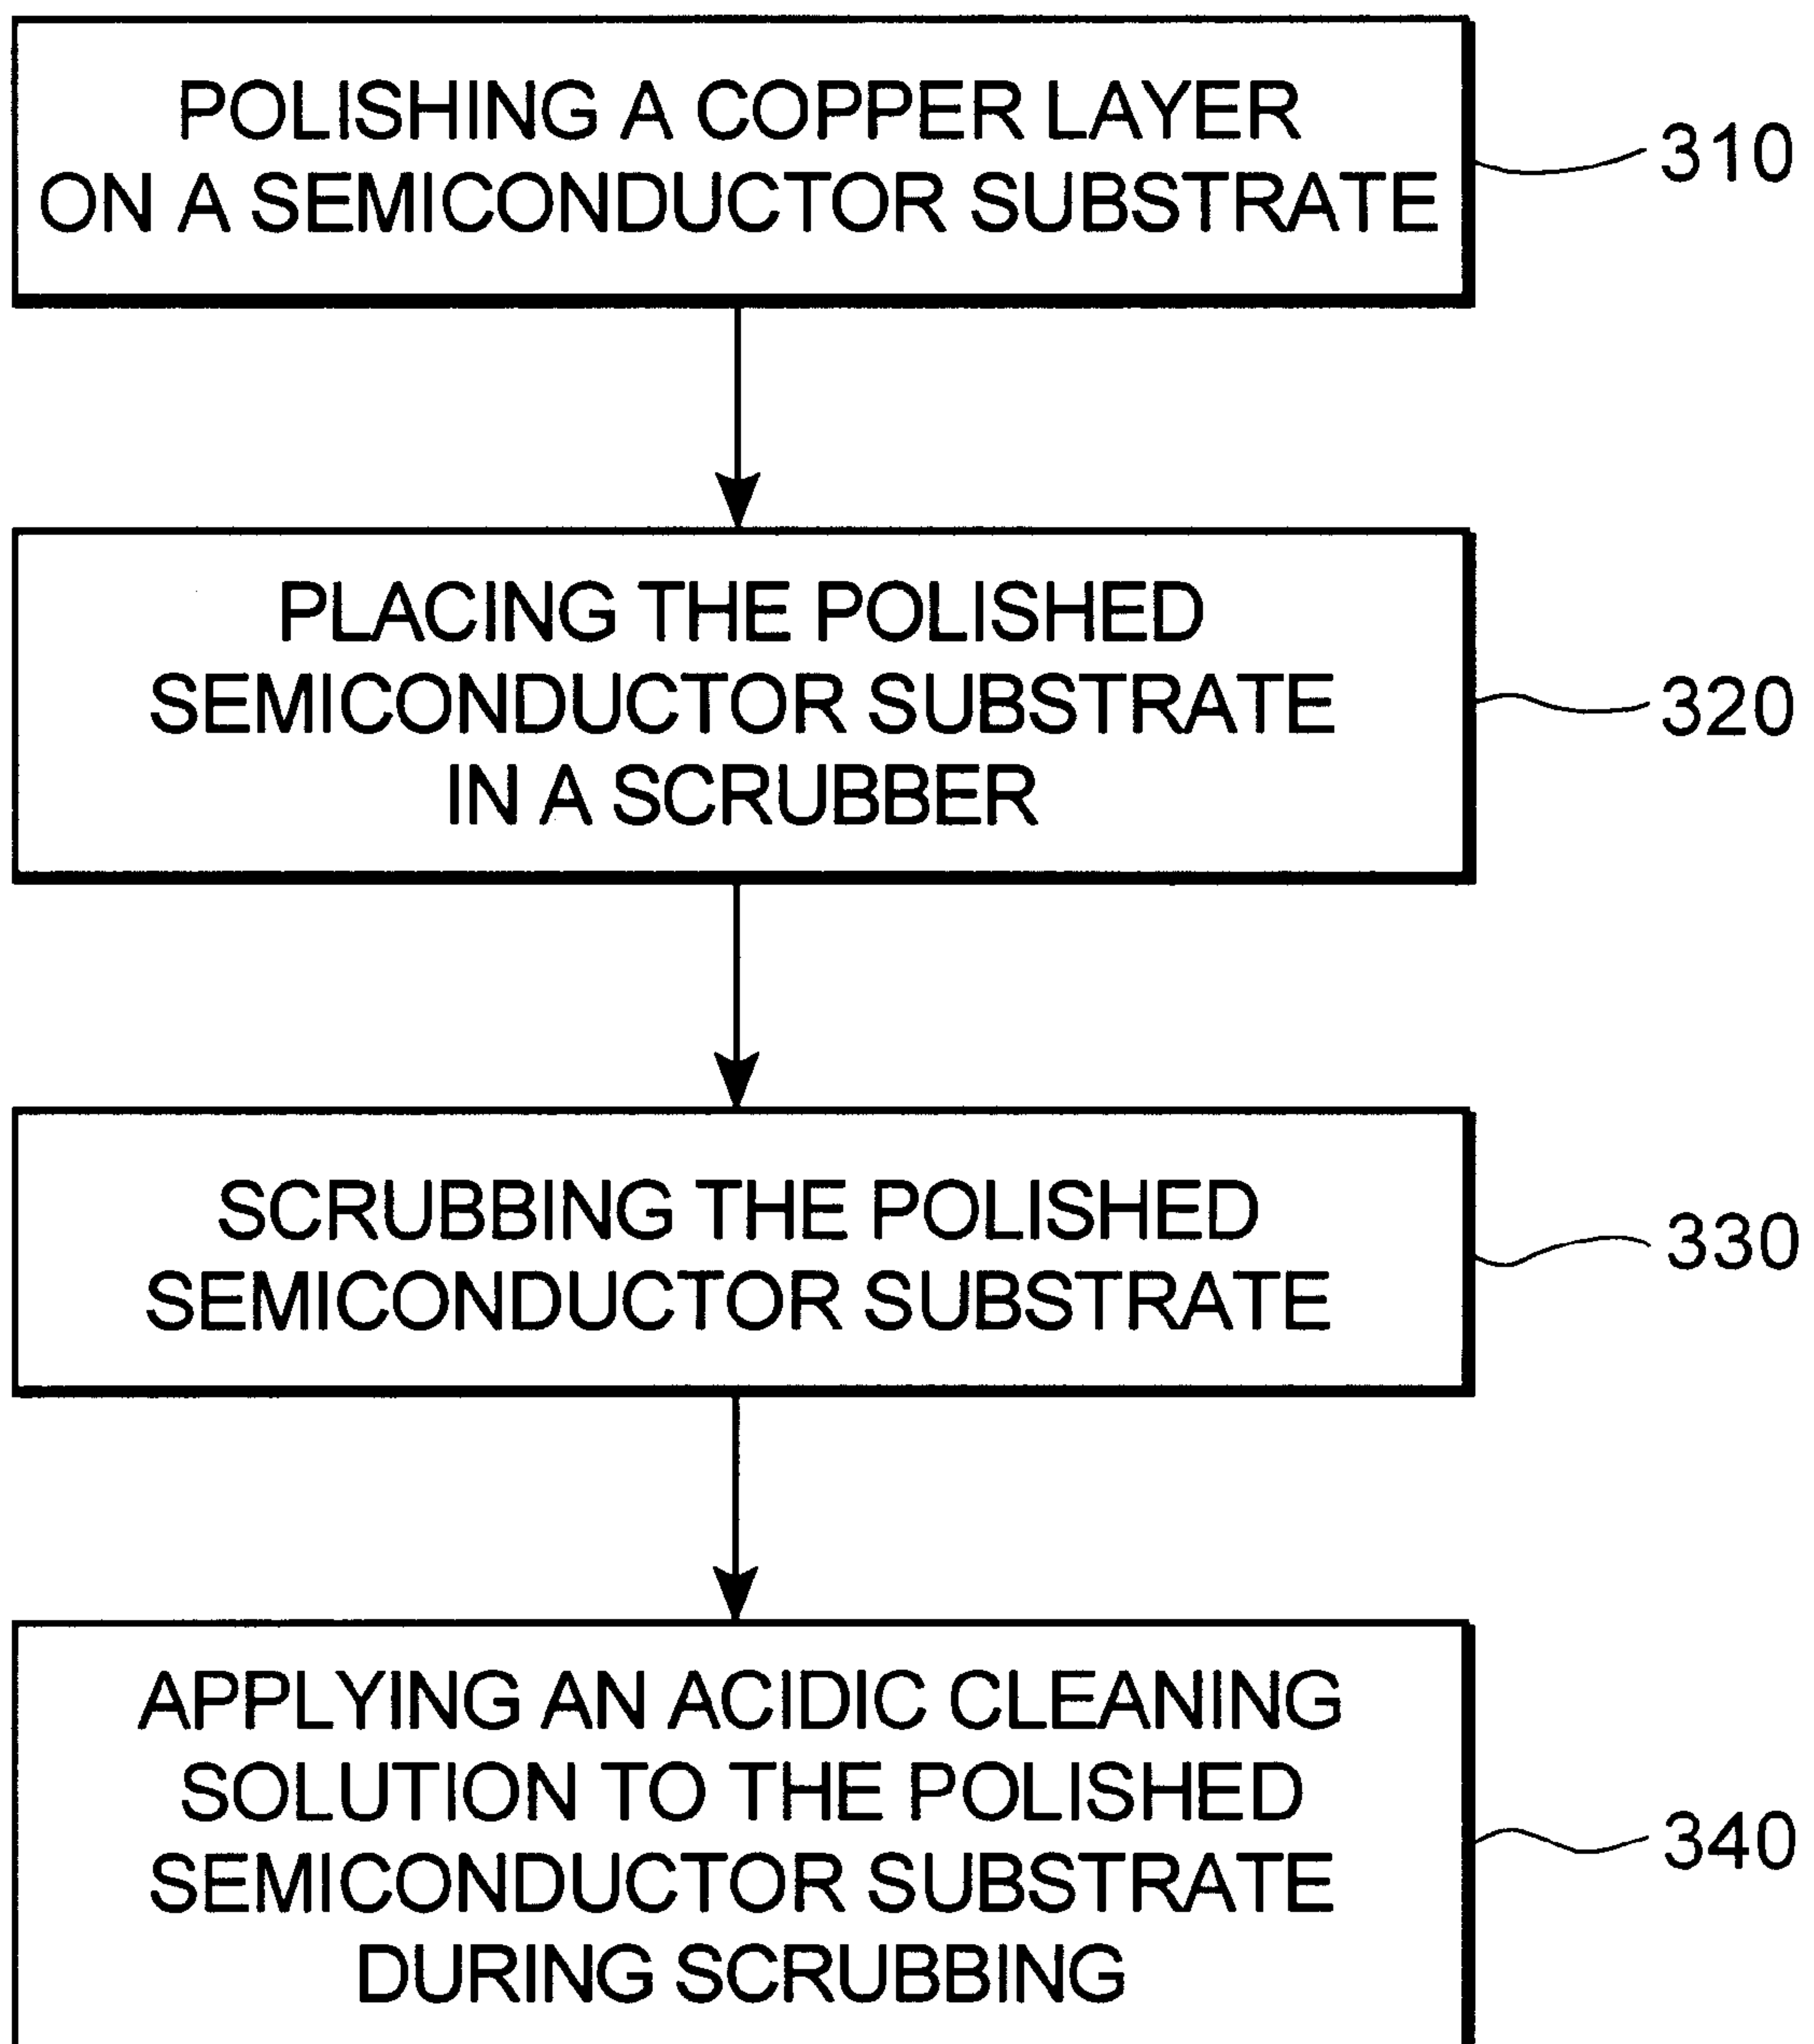 POLISHING A COPPER LAYER
ON A SEMICONDUCTOR SUBSTRATE
310
PLACING THE POLISHED
SEMICONDUCTOR SUBSTRATE
IN A SCRUBBER
320
SCRUBBING THE POLISHED
SEMICONDUCTOR SUBSTRATE
330
APPLYING AN ACIDIC CLEANING
SOLUTION TO THE POLISHED
SEMICONDUCTOR SUBSTRATE
DURING SCRUBBING
340